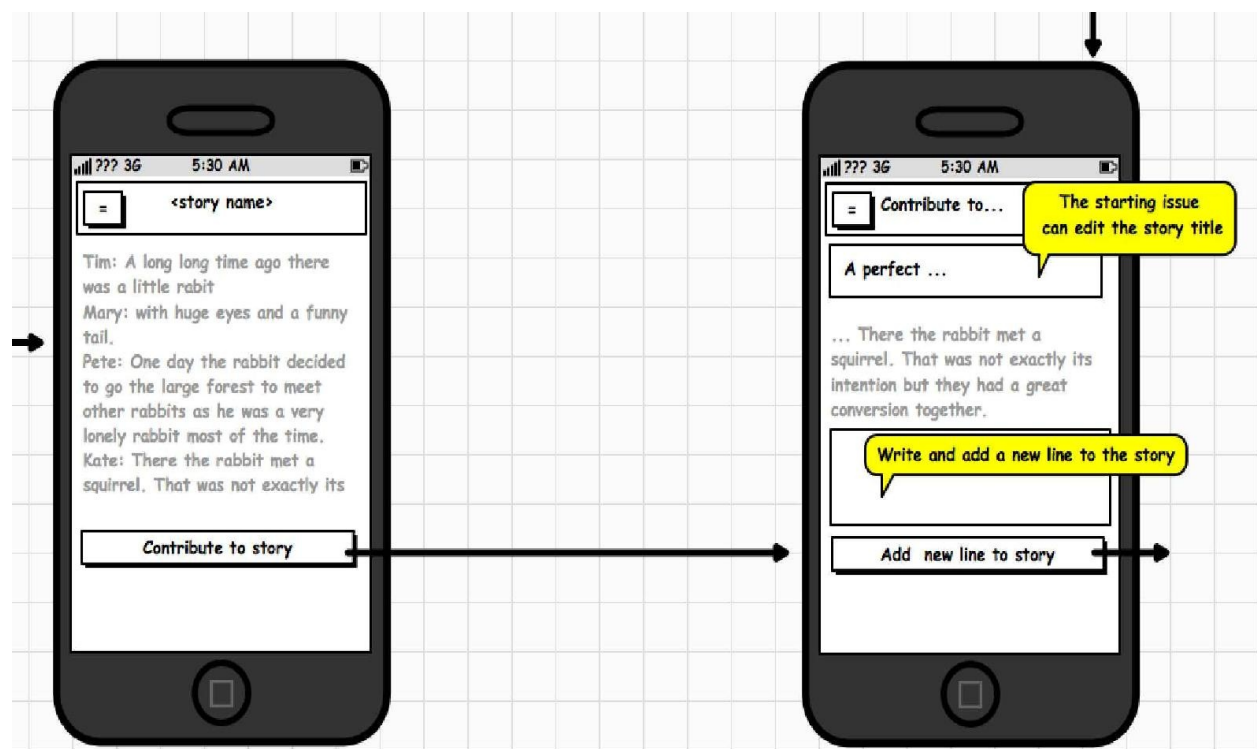 ??? 3G 5:30 AM
=
<story name>
Tim: A long long time ago there
was a little rabit
Mary: with huge eyes and a funny
tail.
Pete: One day the rabbit decided
to go the large forest to meet
other rabbits as he was a very
lonely rabbit most of the time.
Kate: There the rabbit met a
squirrel. That was not exactly its
Contribute to story
??? 3G 5:30 AM
=
Contribute to...
The starting issue
can edit the story title
A perfect ...
... There the rabbit met a
squirrel. That was not exactly its
intention but they had a great
conversion together.
Write and add a new line to the story
Add new line to story